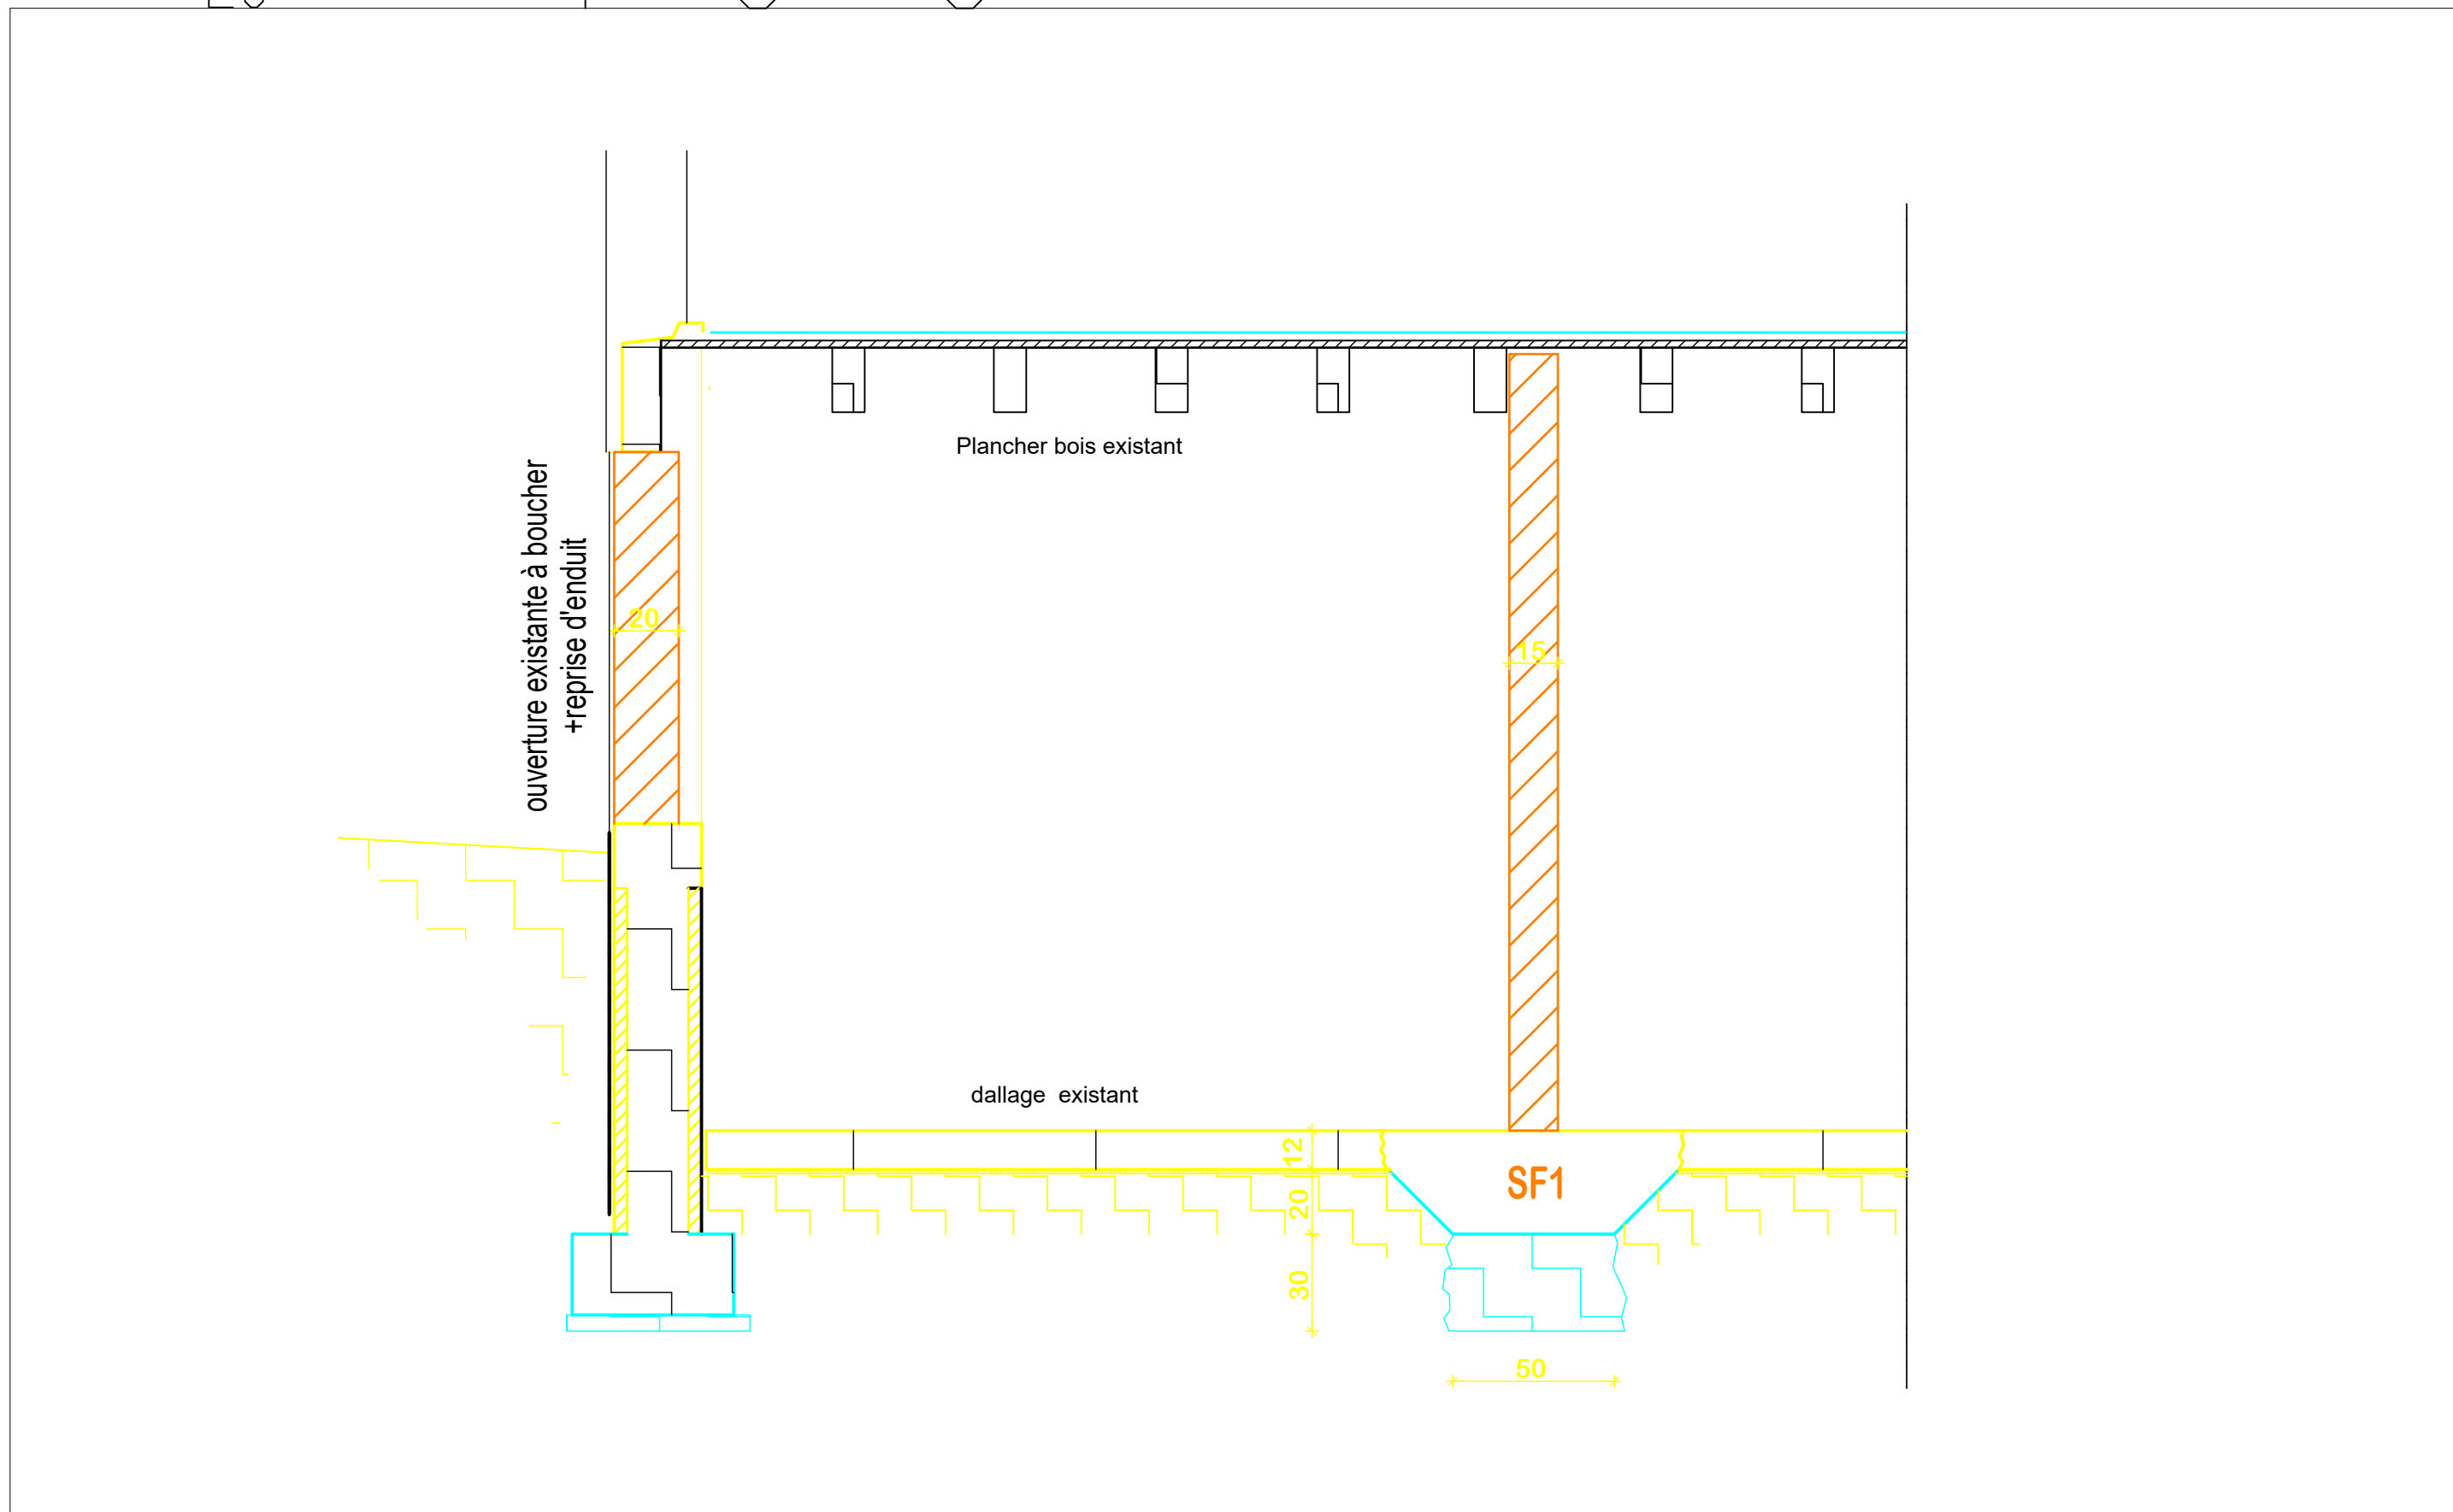 Plancher bois existant
ouverture existante à boucher
+reprise d'enduit
20
15
dallage existant
12
20
30
SF1
50